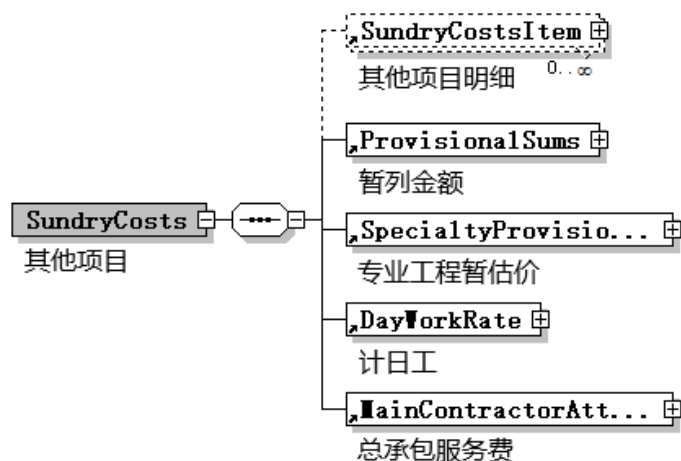 SundryCostsItem
0..∞
其他项目明细
ProvisionalSums
暂列金额
SundryCosts
其他项目
SpecialtyProvisio...
专业工程暂估价
DayWorkRate
计日工
MainContractorAtt...
总承包服务费